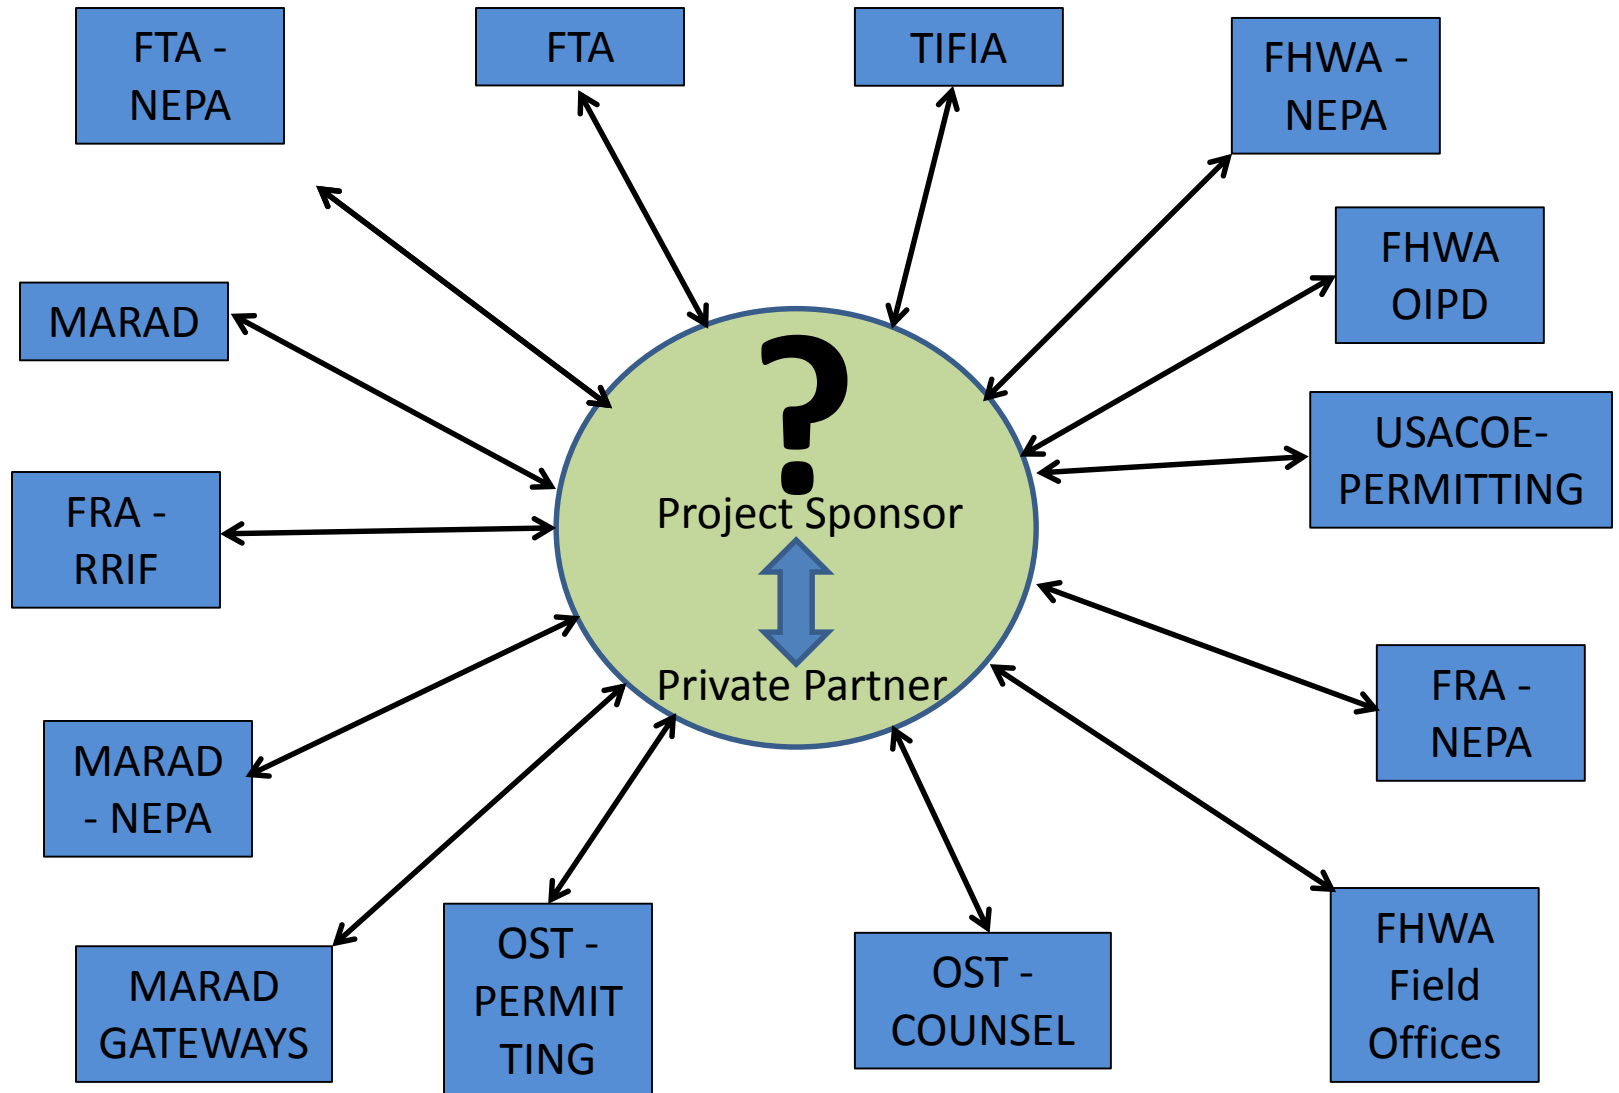 FTA -
NEPA
FTA
TIFIA
FHWA -
NEPA
FHWA
OIPD
MARAD
USACOE-
PERMITTING
?
Project Sponsor
Private Partner
FRA -
RRIF
FRA -
NEPA
MARAD
- NEPA
MARAD
GATEWAYS
OST -
PERMIT
TING
OST -
COUNSEL
FHWA
Field
Offices